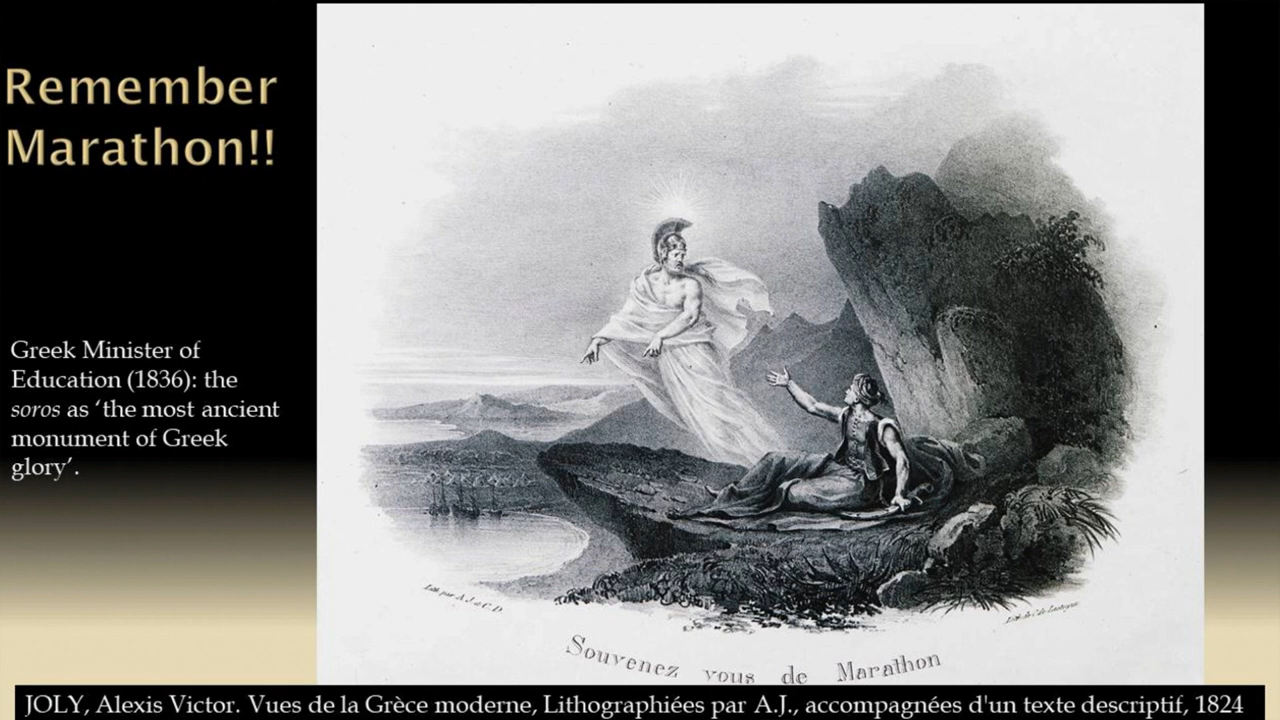 Remember
Marathon!!
Greek Minister of
Education (1836): the
soros as ‘the most ancient
monument of Greek
glory’.
Souvenez vous de Marathon
JOLY, Alexis Victor. Vues de la Grèce moderne, Lithographiées par A.J., accompagnées d'un texte descriptif, 1824